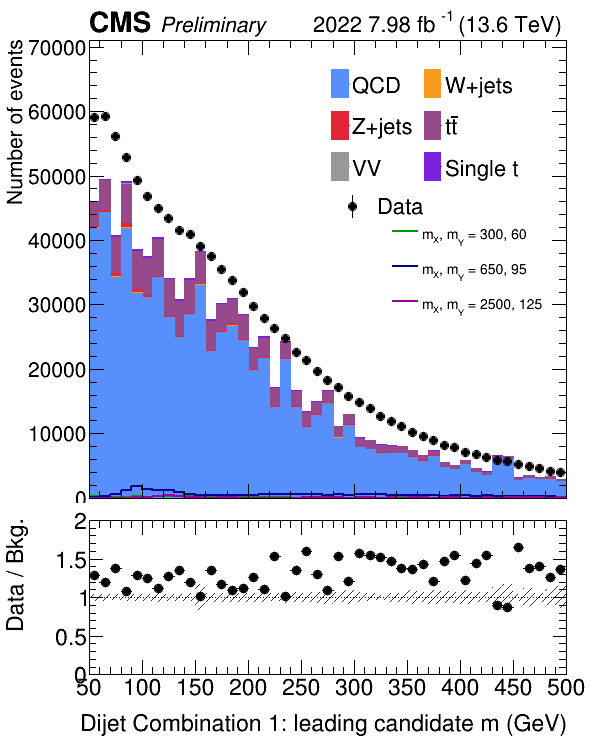 CMS Preliminary 2022 7.98 fb⁻¹ (13.6 TeV)
Number of events
70000
60000
50000
40000
30000
20000
10000
0
QCD W+jets
Z+jets tt̄
VV Single t
Data
m_X, m_Y = 300, 60
m_X, m_Y = 650, 95
m_X, m_Y = 2500, 125
Data / Bkg.
2
1.5
1
0.5
0
50 100 150 200 250 300 350 400 450 500
Dijet Combination 1: leading candidate m (GeV)